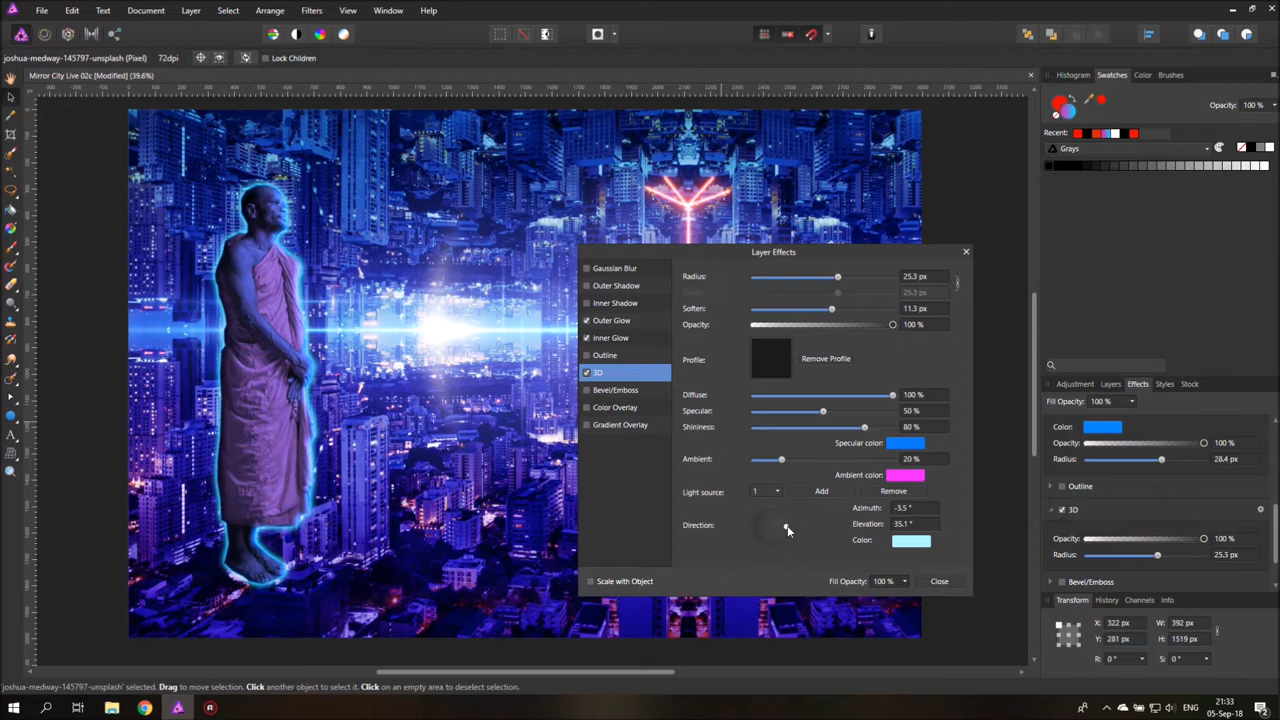 File Edit Text Document Layer Select Arrange Filters View Window Help
joshua-medway-145797-unsplash (Pixel) 72dpi Lock Children
Mirror City Live 02c [Modified] (39.6%)
Histogram Swatches Color Brushes
Opacity: 100 %
Recent:
Grays
Layer Effects
Gaussian Blur
Outer Shadow
Inner Shadow
Outer Glow
Inner Glow
Outline
3D
Bevel/Emboss
Color Overlay
Gradient Overlay
Radius: 25.3 px
Depth: 25.3 px
Soften: 11.3 px
Opacity: 100 %
Profile: Remove Profile
Diffuse: 100 %
Specular: 50 %
Shininess: 80 %
Specular color:
Ambient: 20 %
Ambient color:
Light source: 1 Add Remove
Azimuth: -3.5 °
Direction: Elevation: 35.1 °
Color:
Scale with Object Fill Opacity: 100 % Close
Adjustment Layers Effects Styles Stock
Fill Opacity: 100 %
Color:
Opacity: 100 %
Radius: 28.4 px
Outline
3D
Opacity: 100 %
Radius: 25.3 px
Bevel/Emboss
Transform History Channels Info
X: 322 px W: 392 px
Y: 281 px H: 1519 px
R: 0 ° S: 0 °
'joshua-medway-145797-unsplash' selected. Drag to move selection. Click another object to select it. Click on an empty area to deselect selection.
ENG
21:33
05-Sep-18
2